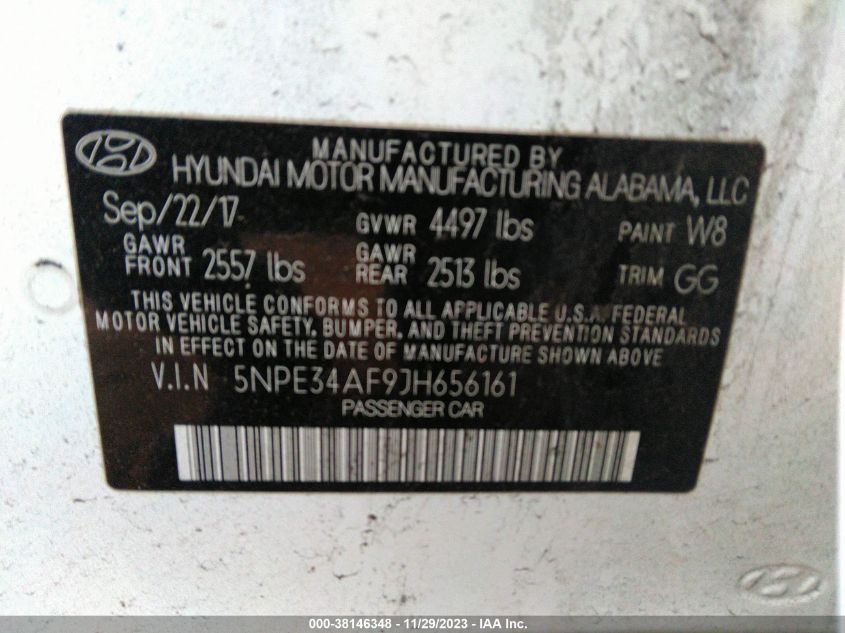 MANUFACTURED BY
HYUNDAI MOTOR MANUFACTURING ALABAMA, LLC
Sep/22/17 GVWR 4497 lbs PAINT W8
GAWR FRONT 2557 lbs GAWR REAR 2513 lbs TRIM GG
THIS VEHICLE CONFORMS TO ALL APPLICABLE U.S.A. FEDERAL
MOTOR VEHICLE SAFETY, BUMPER, AND THEFT PREVENTION STANDARDS
IN EFFECT ON THE DATE OF MANUFACTURE SHOWN ABOVE.
V.I.N 5NPE34AF9JH656161
PASSENGER CAR
000-38146348 - 11/29/2023 - IAA Inc.